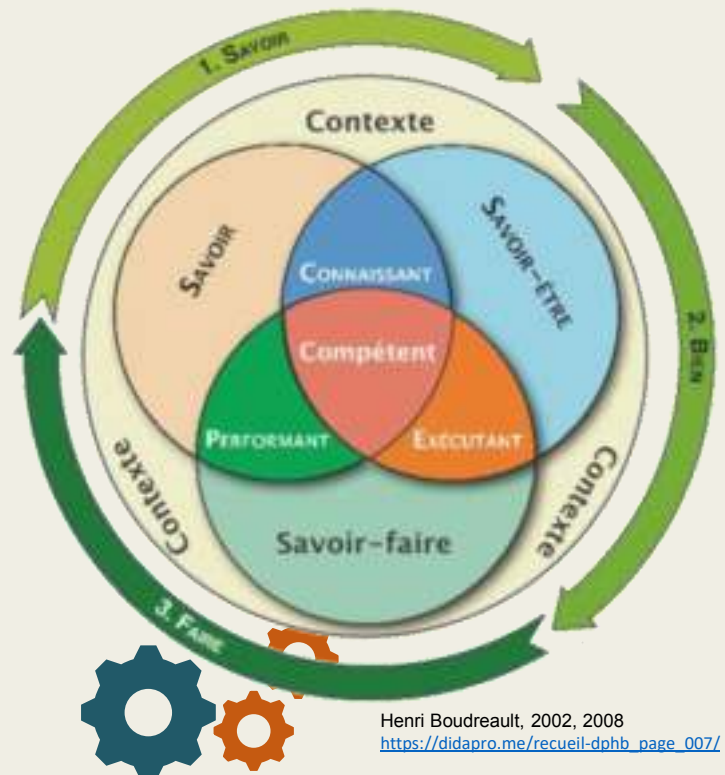 1. SAVOIR
Contexte
SAVOIR
SAVOIR-ÊTRE
CONNAISSANT
2. BIEN
Compétent
PERFORMANT
EXÉCUTANT
Contexte
Contexte
Savoir-faire
3. FAIRE
Henri Boudreault, 2002, 2008
https://didapro.me/recueil-dphb_page_007/